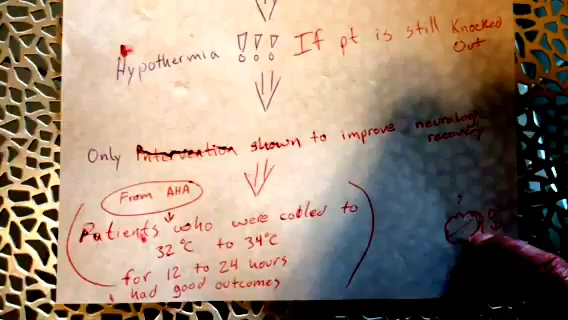 Hypothermia !!! If pt is still Knocked Out
Only Intervention shown to improve neurologic recovery
From AHA
Patients who were cooled to
32°C to 34°C
for 12 to 24 hours
had good outcomes
?